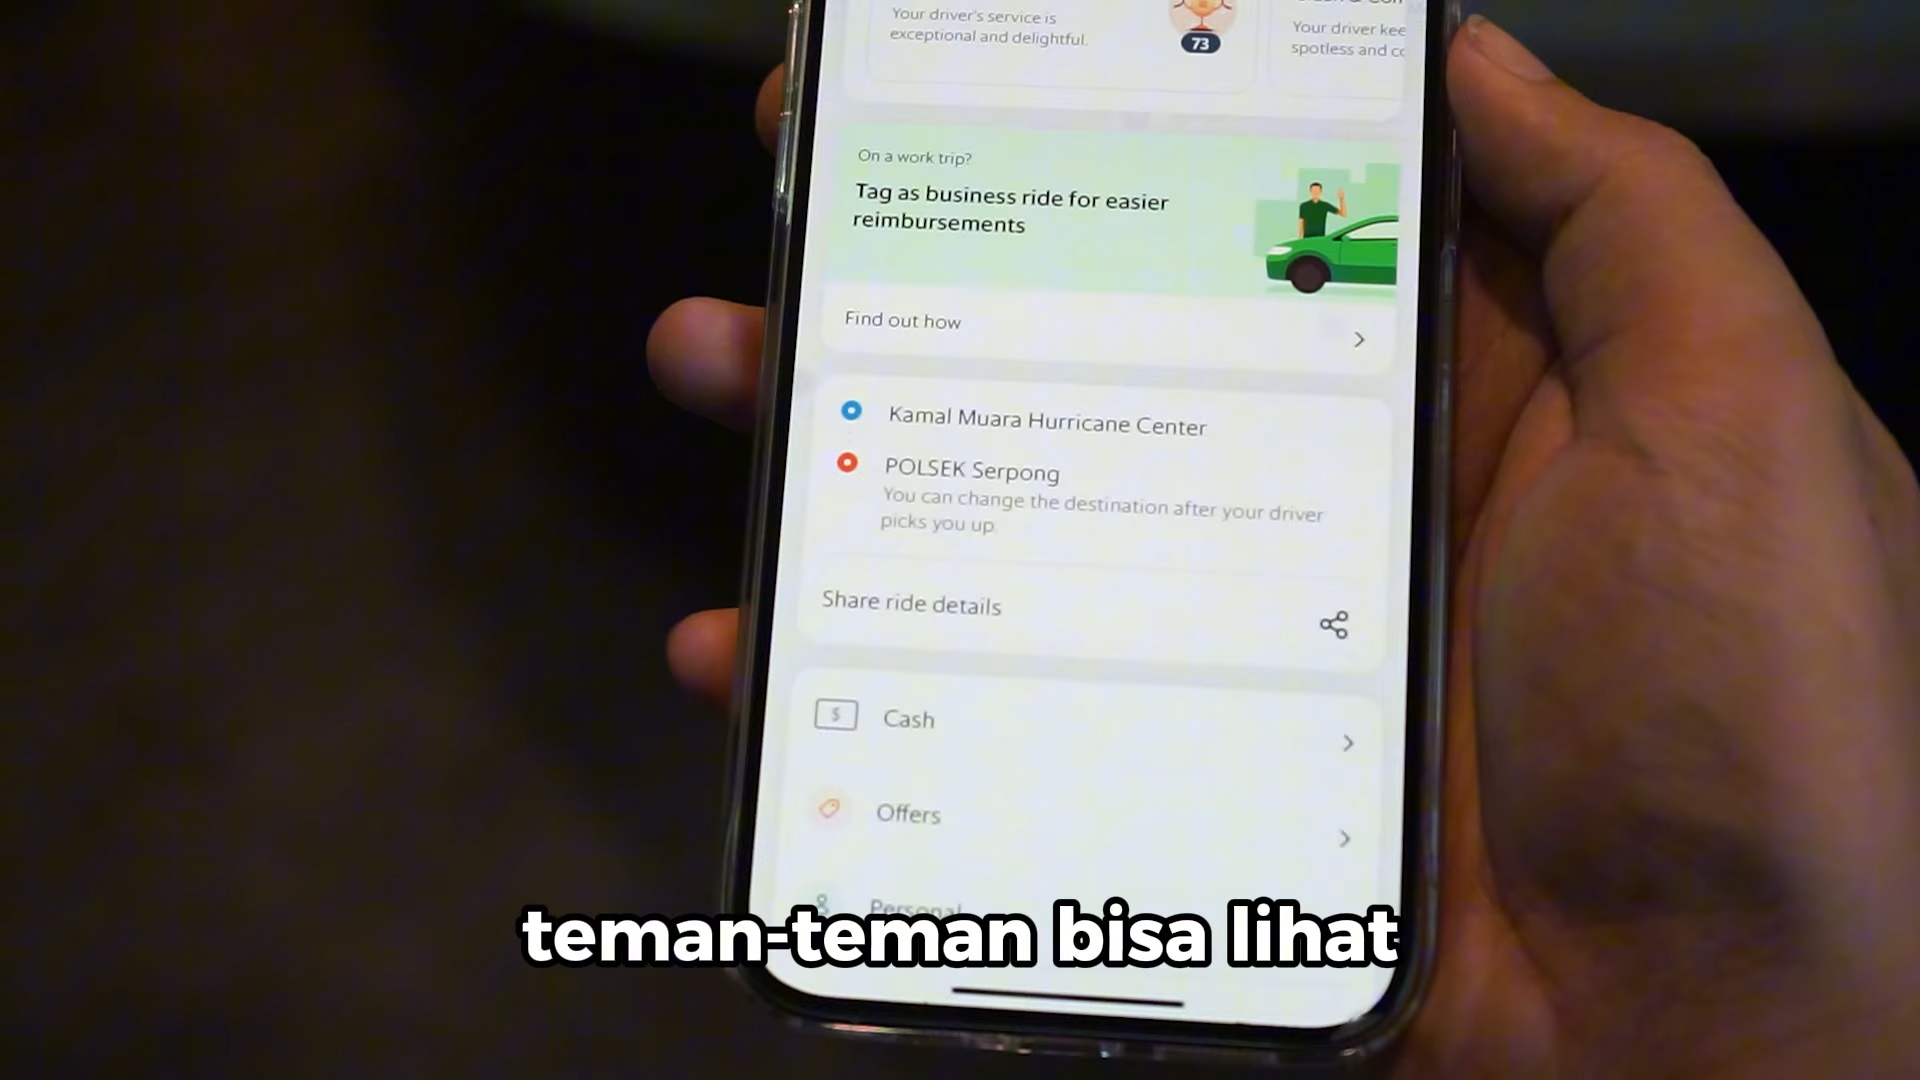 Your driver's service is
exceptional and delightful.
73
Your driver kee
spotless and co
On a work trip?
Tag as business ride for easier
reimbursements
Find out how
Kamal Muara Hurricane Center
POLSEK Serpong
You can change the destination after your driver
picks you up
Share ride details
$ Cash
Offers
Personal
teman-teman bisa lihat